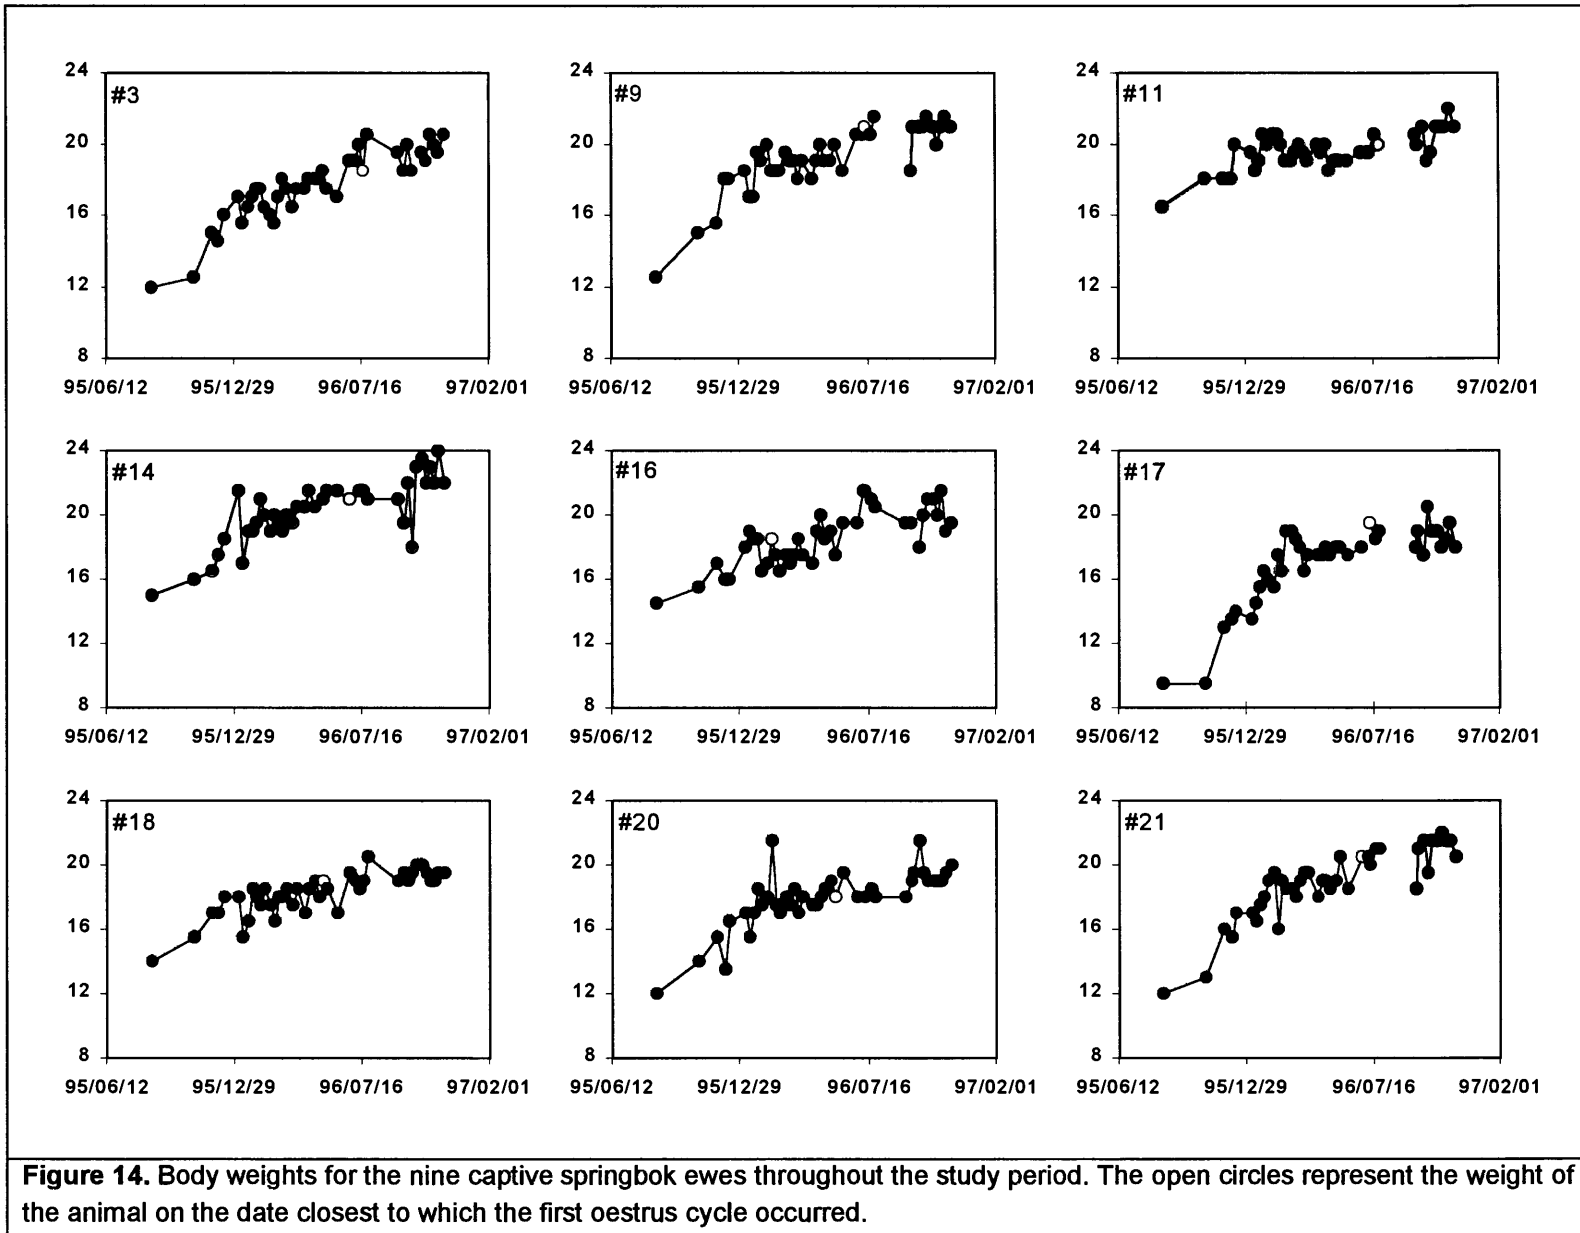 24 24 24
#3 #9 #11
20 20 20
16 16 16
12 12 12
8 8 8
95/06/12 95/12/29 96/07/16 97/02/01 95/06/12 95/12/29 96/07/16 97/02/01 95/06/12 95/12/29 96/07/16 97/02/01
24 24 24
#14 #16 #17
20 20 20
16 16 16
12 12 12
8 8 8
95/06/12 95/12/29 96/07/16 97/02/01 95/06/12 95/12/29 96/07/16 97/02/01 95/06/12 95/12/29 96/07/16 97/02/01
24 24 24
#18 #20 #21
20 20 20
16 16 16
12 12 12
8 8 8
95/06/12 95/12/29 96/07/16 97/02/01 95/06/12 95/12/29 96/07/16 97/02/01 95/06/12 95/12/29 96/07/16 97/02/01
Figure 14. Body weights for the nine captive springbok ewes throughout the study period. The open circles represent the weight of
the animal on the date closest to which the first oestrus cycle occurred.